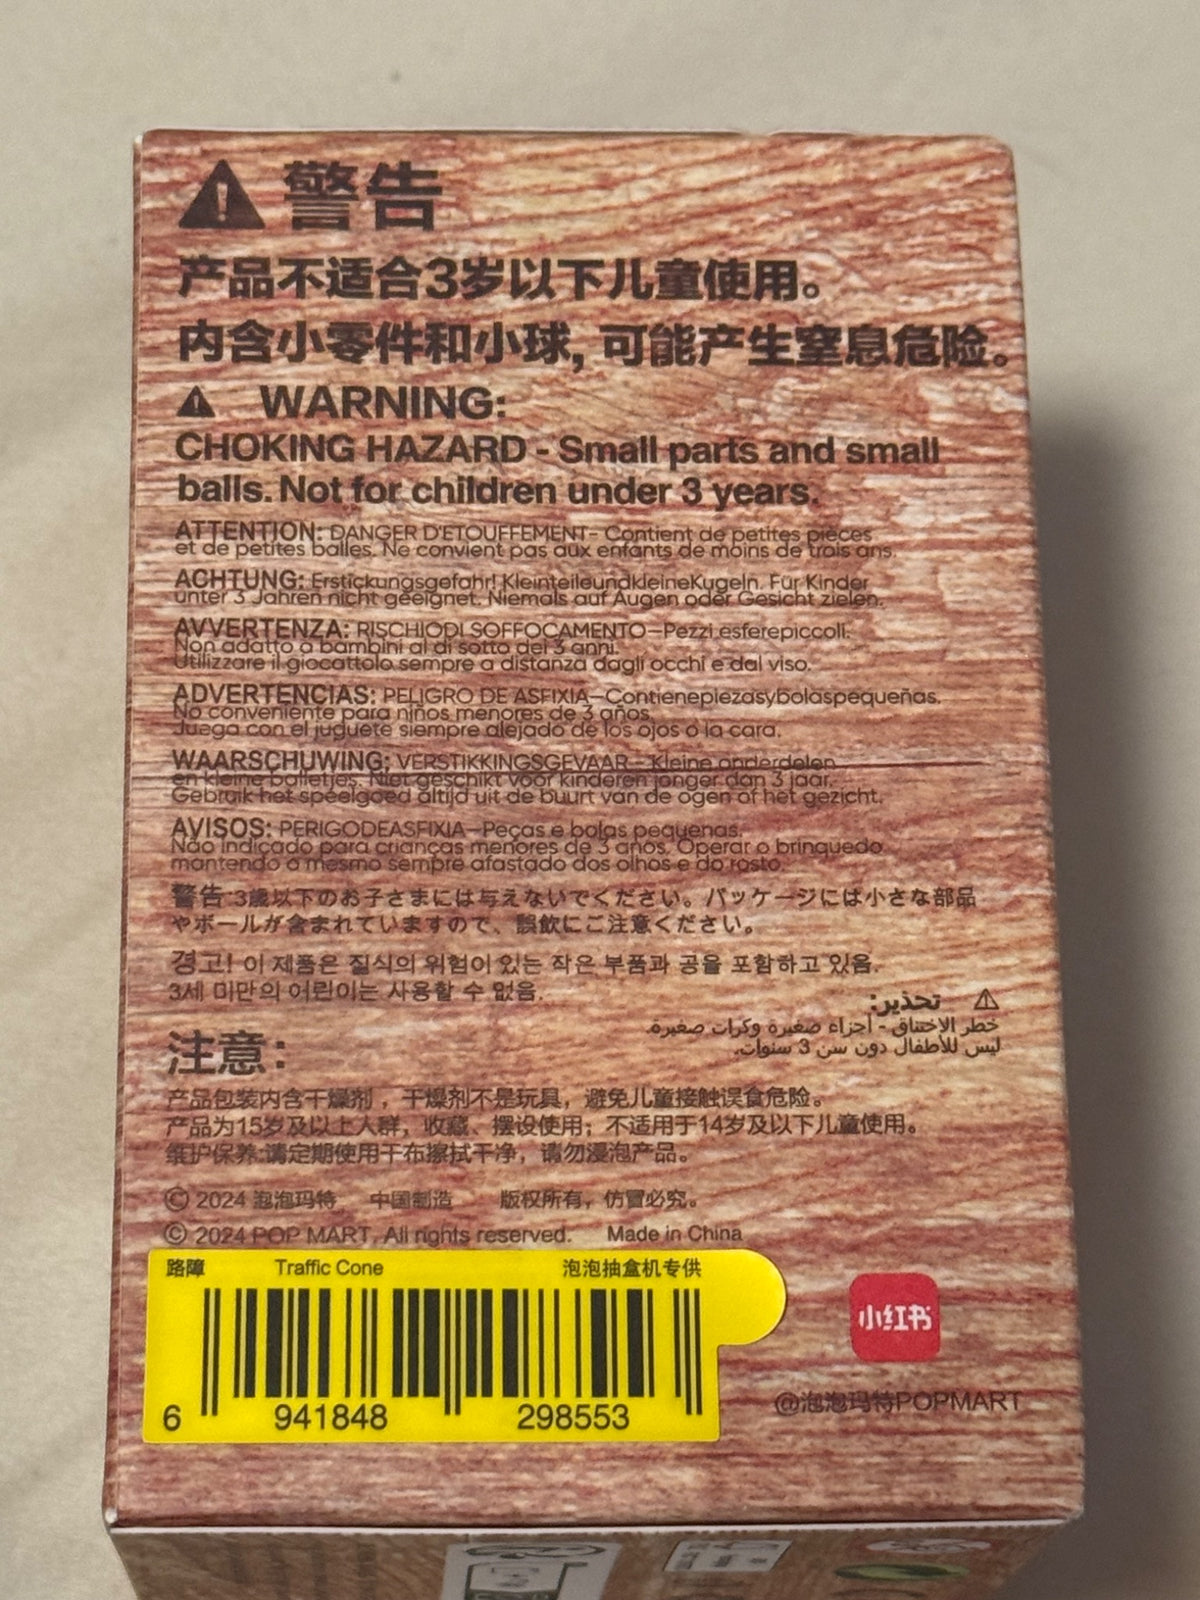 警告
产品不适合3岁以下儿童使用。
内含小零件和小球, 可能产生窒息危险。
WARNING:
CHOKING HAZARD - Small parts and small
balls. Not for children under 3 years.
ATTENTION: DANGER D'ETOUFFEMENT- Contient de petites pièces
et de petites balles. Ne convient pas aux enfants de moins de trois ans.
ACHTUNG: Erstickungsgefahr! KleinteileundkleineKugeln. Für Kinder
unter 3 Jahren nicht geeignet. Niemals auf Augen oder Gesicht zielen.
AVVERTENZA: RISCHIODI SOFFOCAMENTO—Pezzi esferepiccoli.
Non adatto a bambini al di sotto dei 3 anni.
Utilizzare il giocattolo sempre a distanza dagli occhi e dal viso.
ADVERTENCIAS: PELIGRO DE ASFIXIA—Contienepiezasybolaspequeñas.
No conveniente para niños menores de 3 años.
Juega con el juguete siempre alejado de los ojos o la cara.
WAARSCHUWING: VERSTIKKINGSGEVAAR—Kleine onderdelen
en kleine balletjes. Niet geschikt voor kinderen jonger dan 3 jaar.
Gebruik het speelgoed altijd uit de buurt van de ogen of het gezicht.
AVISOS: PERIGODEASFIXIA—Peças e bolas pequenas.
Não indicado para crianças menores de 3 anos. Operar o brinquedo
mantendo o mesmo sempre afastado dos olhos e do rosto.
警告:3歳以下のお子さまには与えないでください。パッケージには小さな部品
やボールが含まれていますので、誤飲にご注意ください。
경고! 이 제품은 질식의 위험이 있는 작은 부품과 공을 포함하고 있음.
3세 미만의 어린이는 사용할 수 없음.
تحذير:
خطر الاختناق - أجزاء صغيرة وكرات صغيرة.
ليس للأطفال دون سن 3 سنوات.
注意：
产品包装内含干燥剂，干燥剂不是玩具，避免儿童接触误食危险。
产品为15岁及以上人群，收藏、摆设使用；不适用于14岁及以下儿童使用。
维护保养:请定期使用干布擦拭干净，请勿浸泡产品。
© 2024 泡泡玛特 中国制造 版权所有，仿冒必究。
© 2024 POP MART, All rights reserved. Made in China
路障 Traffic Cone 泡泡抽盒机专供
6 941848 298553
小红书
@泡泡玛特POPMART